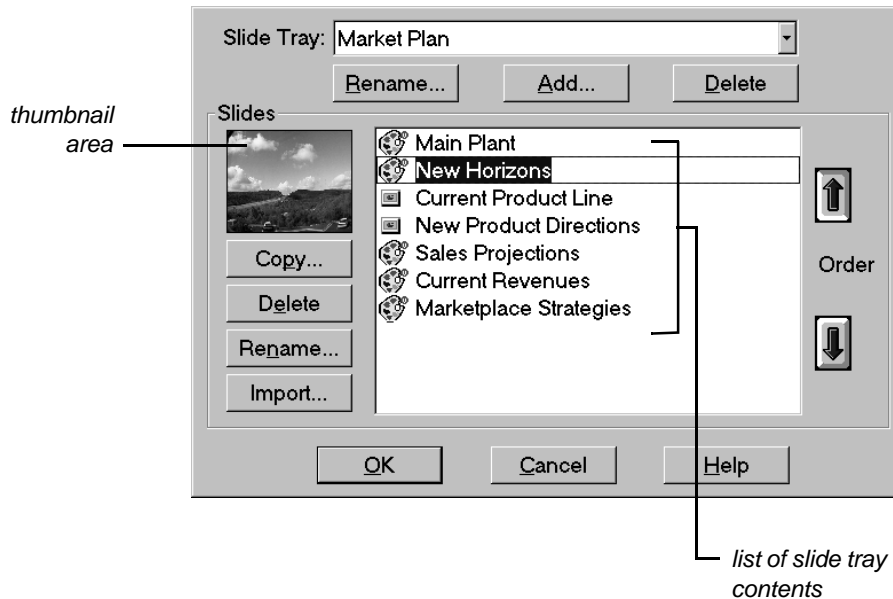 Slide Tray: Market Plan
Rename... Add... Delete
Slides
thumbnail
area
Main Plant
New Horizons
Current Product Line
New Product Directions
Sales Projections
Current Revenues
Marketplace Strategies
Copy...
Delete
Rename...
Import...
Order
OK Cancel Help
list of slide tray
contents